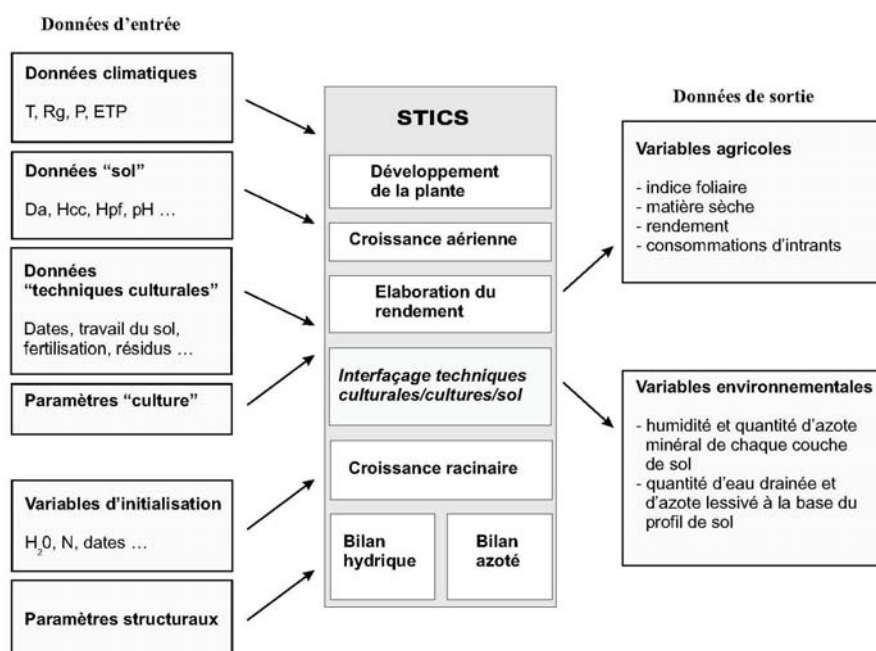 Données d'entrée
Données climatiques
T, Rg, P, ETP
Données "sol"
Da, Hcc, Hpf, pH ...
Données
"techniques culturales"
Dates, travail du sol,
fertilisation, résidus ...
Paramètres "culture"
Variables d'initialisation
H₂0, N, dates ...
Paramètres structuraux
STICS
Développement
de la plante
Croissance aérienne
Elaboration du
rendement
Interfaçage techniques
culturales/cultures/sol
Croissance racinaire
Bilan
hydrique
Bilan
azoté
Données de sortie
Variables agricoles
- indice foliaire
- matière sèche
- rendement
- consommations d'intrants
Variables environnementales
- humidité et quantité d'azote
minéral de chaque couche
de sol
- quantité d'eau drainée et
d'azote lessivé à la base du
profil de sol